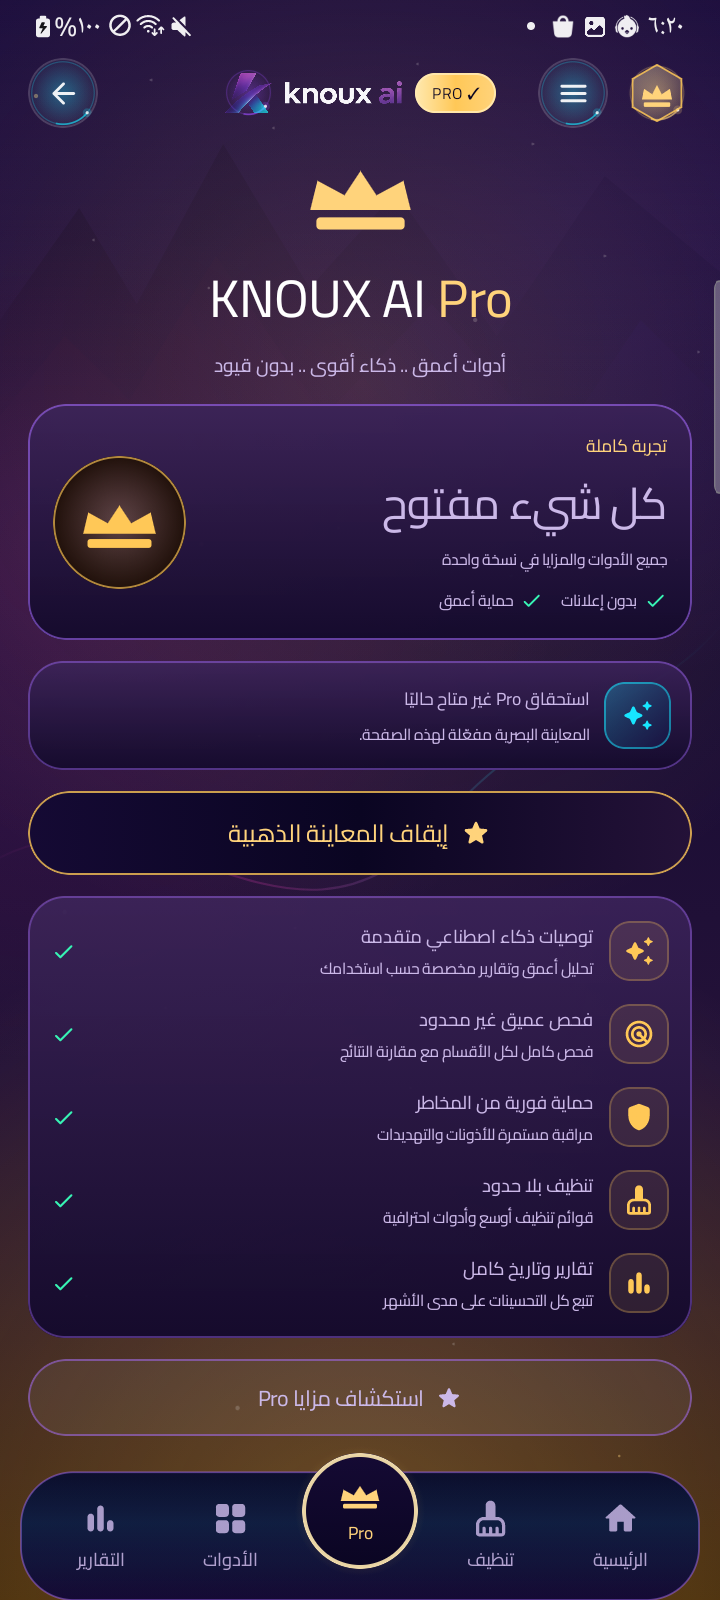 ٦:٢٠
%١٠٠
knoux ai
PRO ✓
KNOUX AI Pro
أدوات أعمق .. ذكاء أقوى .. بدون قيود
تجربة كاملة
كل شيء مفتوح
جميع الأدوات والمزايا في نسخة واحدة
بدون إعلانات
حماية أعمق
استحقاق Pro غير متاح حاليًا
المعاينة البصرية مفعّلة لهذه الصفحة.
إيقاف المعاينة الذهبية
توصيات ذكاء اصطناعي متقدمة
تحليل أعمق وتقارير مخصصة حسب استخدامك
فحص عميق غير محدود
فحص كامل لكل الأقسام مع مقارنة النتائج
حماية فورية من المخاطر
مراقبة مستمرة للأذونات والتهديدات
تنظيف بلا حدود
قوائم تنظيف أوسع وأدوات احترافية
تقارير وتاريخ كامل
تتبع كل التحسينات على مدى الأشهر
استكشاف مزايا Pro
الرئيسية
تنظيف
Pro
الأدوات
التقارير